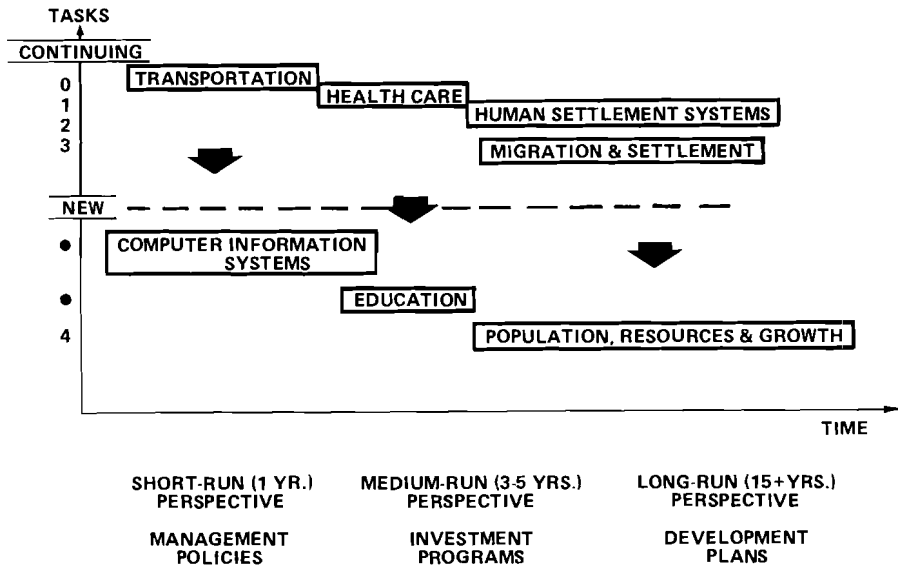 TASKS
CONTINUING
0 TRANSPORTATION
1 HEALTH CARE
2 HUMAN SETTLEMENT SYSTEMS
3 MIGRATION & SETTLEMENT
NEW
• COMPUTER INFORMATION
SYSTEMS
• EDUCATION
4 POPULATION, RESOURCES & GROWTH
TIME
SHORT-RUN (1 YR.)
PERSPECTIVE
MEDIUM-RUN (3-5 YRS.)
PERSPECTIVE
LONG-RUN (15+YRS.)
PERSPECTIVE
MANAGEMENT
POLICIES
INVESTMENT
PROGRAMS
DEVELOPMENT
PLANS